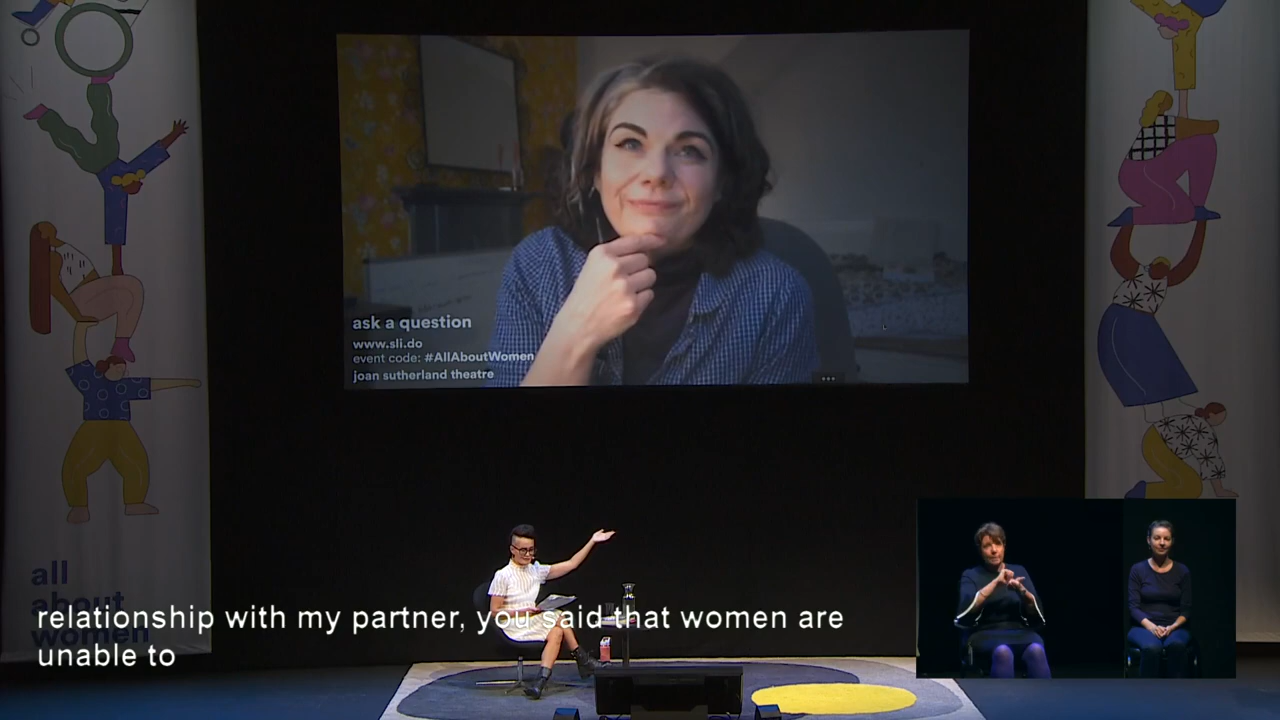 ask a question
www.sli.do
event code: #AllAboutWomen
joan sutherland theatre
all
about
women
relationship with my partner, you said that women are
unable to